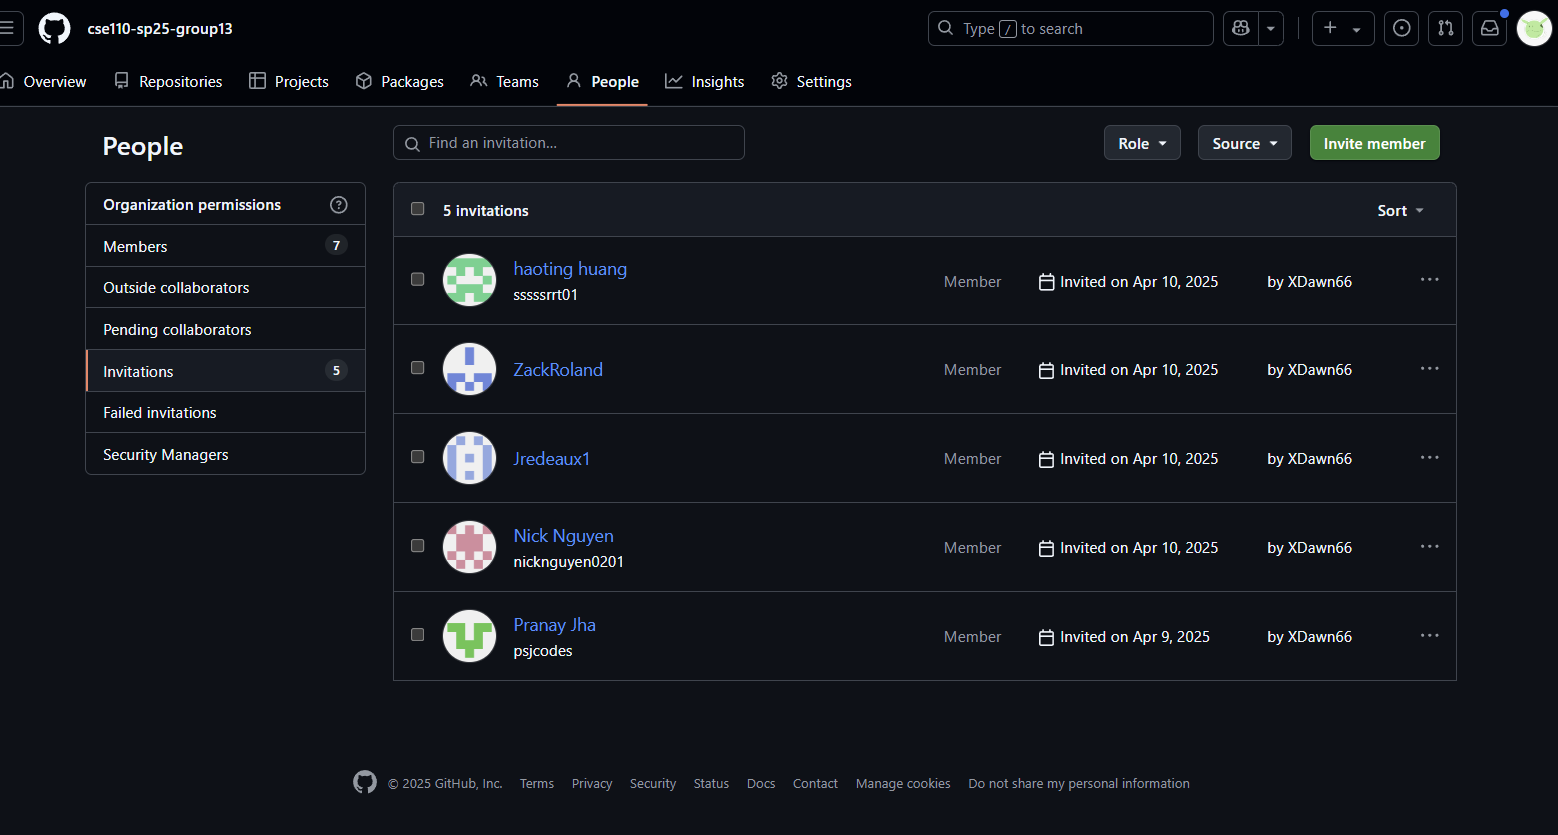 cse110-sp25-group13
Type / to search
Overview Repositories Projects Packages Teams People Insights Settings
People
Find an invitation...
Role Source Invite member
Organization permissions
Members 7
Outside collaborators
Pending collaborators
Invitations 5
Failed invitations
Security Managers
5 invitations Sort
haoting huang
sssssrrt01
Member Invited on Apr 10, 2025 by XDawn66
ZackRoland
Member Invited on Apr 10, 2025 by XDawn66
Jredeaux1
Member Invited on Apr 10, 2025 by XDawn66
Nick Nguyen
nicknguyen0201
Member Invited on Apr 10, 2025 by XDawn66
Pranay Jha
psjcodes
Member Invited on Apr 9, 2025 by XDawn66
© 2025 GitHub, Inc. Terms Privacy Security Status Docs Contact Manage cookies Do not share my personal information